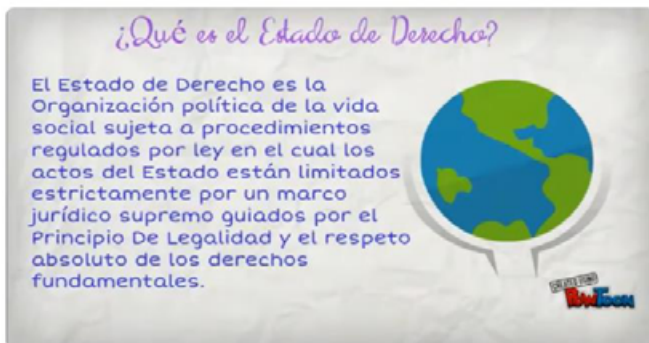 ¿Qué es el Estado de Derecho?
El Estado de Derecho es la
Organización política de la vida
social sujeta a procedimientos
regulados por ley en el cual los
actos del Estado están limitados
estrictamente por un marco
jurídico supremo guiados por el
Principio De Legalidad y el respeto
absoluto de los derechos
fundamentales.
CREATED USING
PowToon